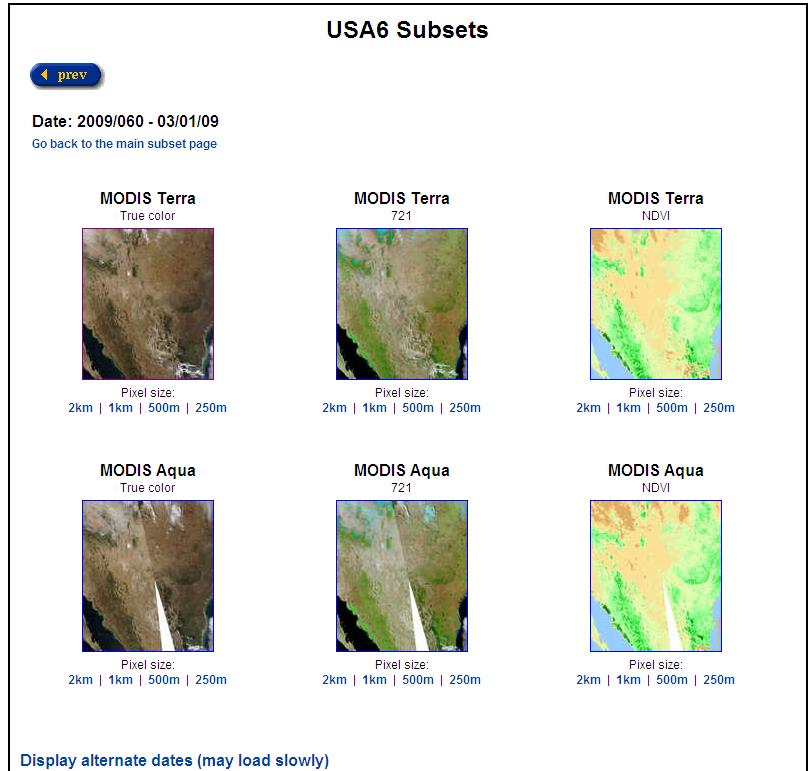 USA6 Subsets
prev
Date: 2009/060 - 03/01/09
Go back to the main subset page
MODIS Terra MODIS Terra MODIS Terra
True color 721 NDVI
Pixel size: Pixel size: Pixel size:
2km | 1km | 500m | 250m 2km | 1km | 500m | 250m 2km | 1km | 500m | 250m
MODIS Aqua MODIS Aqua MODIS Aqua
True color 721 NDVI
Pixel size: Pixel size: Pixel size:
2km | 1km | 500m | 250m 2km | 1km | 500m | 250m 2km | 1km | 500m | 250m
Display alternate dates (may load slowly)